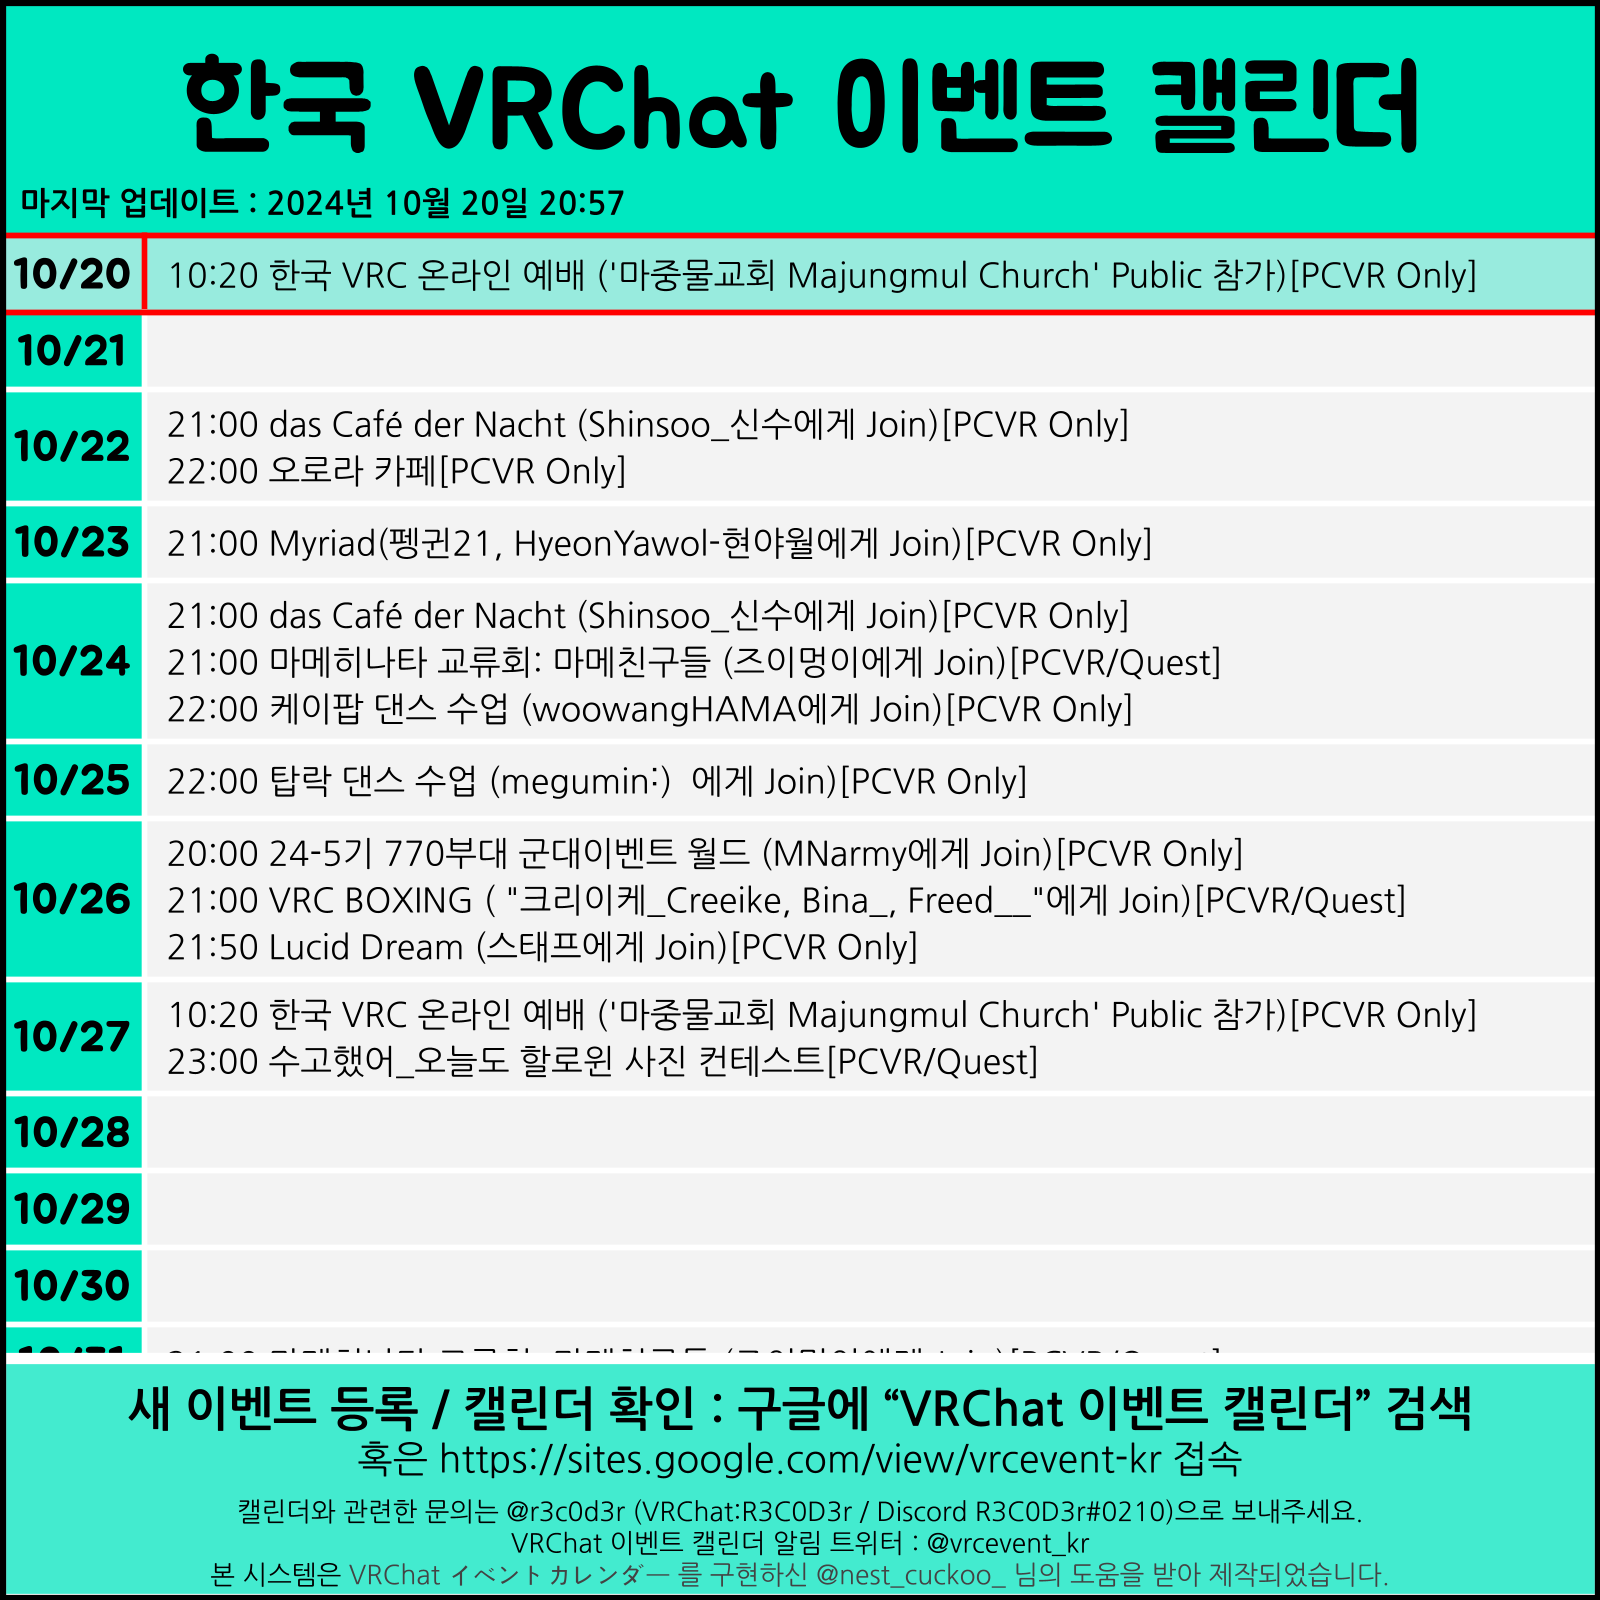 한국 VRChat 이벤트 캘린더
마지막 업데이트 : 2024년 10월 20일 20:57
10/20 10:20 한국 VRC 온라인 예배 ('마중물교회 Majungmul Church' Public 참가)[PCVR Only]
10/21
10/22 21:00 das Café der Nacht (Shinsoo_신수에게 Join)[PCVR Only]
22:00 오로라 카페[PCVR Only]
10/23 21:00 Myriad(펭귄21, HyeonYawol-현야월에게 Join)[PCVR Only]
10/24 21:00 das Café der Nacht (Shinsoo_신수에게 Join)[PCVR Only]
21:00 마메히나타 교류회: 마메친구들 (즈이멍이에게 Join)[PCVR/Quest]
22:00 케이팝 댄스 수업 (woowangHAMA에게 Join)[PCVR Only]
10/25 22:00 탑락 댄스 수업 (megumin:)  에게 Join)[PCVR Only]
10/26 20:00 24-5기 770부대 군대이벤트 월드 (MNarmy에게 Join)[PCVR Only]
21:00 VRC BOXING ( "크리이케_Creeike, Bina_, Freed__"에게 Join)[PCVR/Quest]
21:50 Lucid Dream (스태프에게 Join)[PCVR Only]
10/27 10:20 한국 VRC 온라인 예배 ('마중물교회 Majungmul Church' Public 참가)[PCVR Only]
23:00 수고했어_오늘도 할로윈 사진 컨테스트[PCVR/Quest]
10/28
10/29
10/30
새 이벤트 등록 / 캘린더 확인 : 구글에 “VRChat 이벤트 캘린더” 검색
혹은 https://sites.google.com/view/vrcevent-kr 접속
캘린더와 관련한 문의는 @r3c0d3r (VRChat:R3C0D3r / Discord R3C0D3r#0210)으로 보내주세요.
VRChat 이벤트 캘린더 알림 트위터 : @vrcevent_kr
본 시스템은 VRChat イベントカレンダー 를 구현하신 @nest_cuckoo_ 님의 도움을 받아 제작되었습니다.